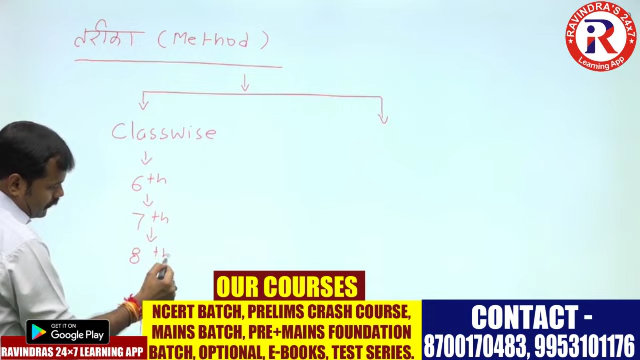 तरीका (Method)
RAVINDRA'S 24x7
IR
Learning App
Classwise
6th
7th
8th
OUR COURSES
NCERT BATCH, PRELIMS CRASH COURSE,
MAINS BATCH, PRE+MAINS FOUNDATION
BATCH, OPTIONAL, E-BOOKS, TEST SERIES.
CONTACT -
8700170483, 9953101176
GET IT ON
Google Play
RAVINDRAS 24×7 LEARNING APP